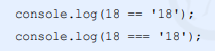 console.log(18 == '18');
console.log(18 === '18');